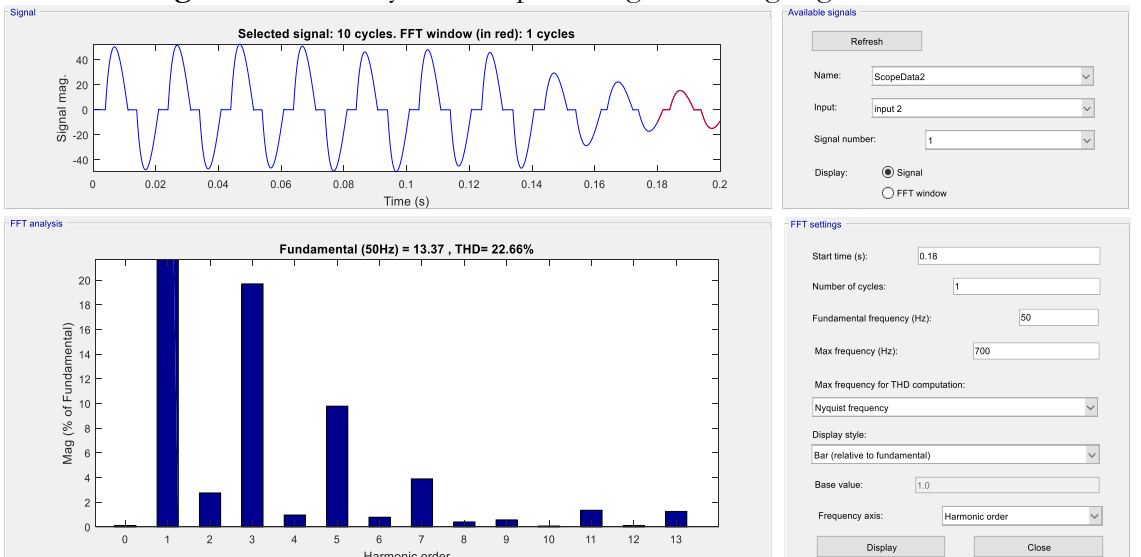 Signal
Selected signal: 10 cycles. FFT window (in red): 1 cycles
Signal mag.
40
20
0
-20
-40
0 0.02 0.04 0.06 0.08 0.1 0.12 0.14 0.16 0.18 0.2
Time (s)
Available signals
Refresh
Name: ScopeData2
Input: input 2
Signal number: 1
Display: Signal
FFT window
FFT analysis
Fundamental (50Hz) = 13.37 , THD= 22.66%
Mag (% of Fundamental)
20
18
16
14
12
10
8
6
4
2
0
0 1 2 3 4 5 6 7 8 9 10 11 12 13
Harmonic order
FFT settings
Start time (s): 0.18
Number of cycles: 1
Fundamental frequency (Hz): 50
Max frequency (Hz): 700
Max frequency for THD computation:
Nyquist frequency
Display style:
Bar (relative to fundamental)
Base value: 1.0
Frequency axis: Harmonic order
Display Close